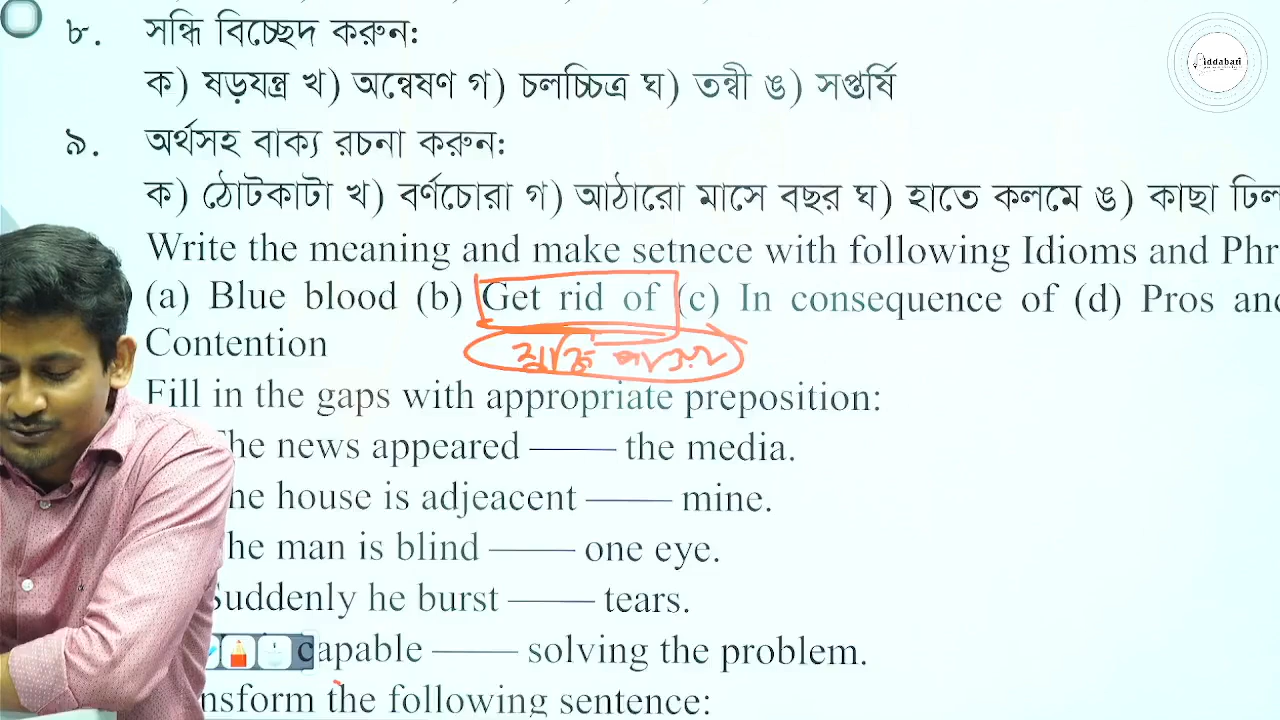 iddabari
৮. সন্ধি বিচ্ছেদ করুন:
ক) ষড়যন্ত্র খ) অন্বেষণ গ) চলচ্চিত্র ঘ) তন্বী ঙ) সপ্তর্ষি
৯. অর্থসহ বাক্য রচনা করুন:
ক) ঠোটকাটা খ) বর্ণচোরা গ) আঠারো মাসে বছর ঘ) হাতে কলমে ঙ) কাছা ঢিল
Write the meaning and make setnece with following Idioms and Phr
(a) Blue blood (b) Get rid of (c) In consequence of (d) Pros and
Contention
মুক্তি পাওয়া
Fill in the gaps with appropriate preposition:
The news appeared —— the media.
he house is adjeacent —— mine.
he man is blind —— one eye.
Suddenly he burst —— tears.
capable —— solving the problem.
nsform the following sentence: